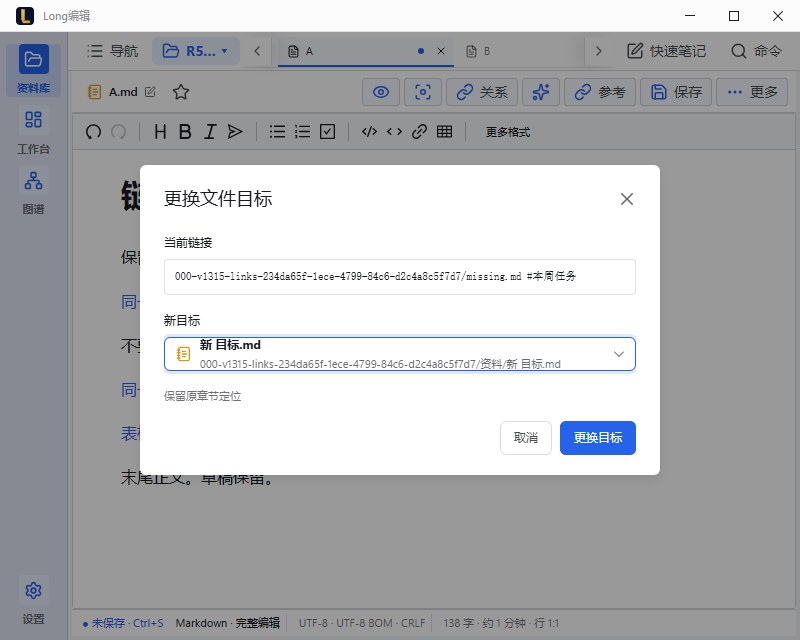 Long编辑
导航
R5...
A
B
快速笔记
命令
资料库
A.md
关系
参考
保存
更多
工作台
H B I
更多格式
图谱
保
同
不
同
表
末尾正文。草稿保留。
更换文件目标
当前链接
000-v1315-links-234da65f-1ece-4799-84c6-d2c4a8c5f7d7/missing.md #本周任务
新目标
新 目标.md
000-v1315-links-234da65f-1ece-4799-84c6-d2c4a8c5f7d7/资料/新 目标.md
保留原章节定位
取消
更换目标
设置
未保存 · Ctrl+S
Markdown · 完整编辑
UTF-8 · UTF-8 BOM · CRLF
138 字 · 约 1 分钟 · 行 1:1